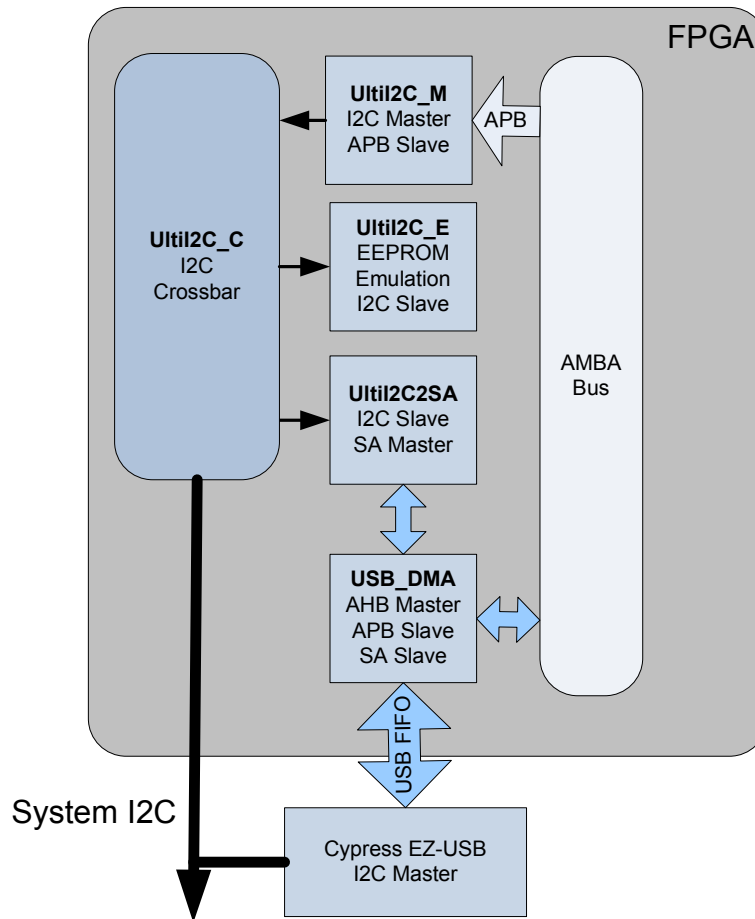 FPGA
UltiI2C_M
I2C Master
APB Slave
APB
UltiI2C_C
I2C
Crossbar
UltiI2C_E
EEPROM
Emulation
I2C Slave
AMBA
Bus
UltiI2C2SA
I2C Slave
SA Master
USB_DMA
AHB Master
APB Slave
SA Slave
USB FIFO
System I2C
Cypress EZ-USB
I2C Master